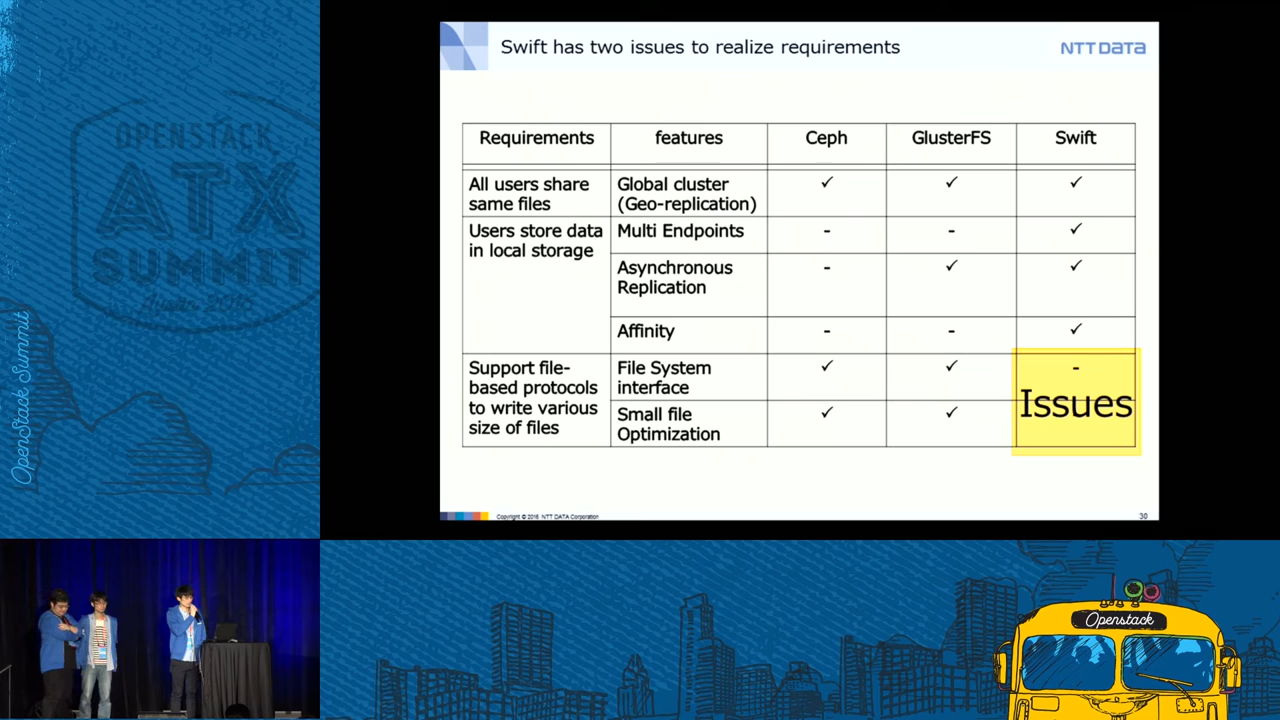 OPENSTACK
ATX
SUMMIT
Austin 2016
OpenStack Summit
Swift has two issues to realize requirements
NTT DATA
Requirements features Ceph GlusterFS Swift
All users share same files Global cluster (Geo-replication) ✓ ✓ ✓
Users store data in local storage Multi Endpoints - - ✓
Asynchronous Replication - ✓ ✓
Affinity - - ✓
Support file-based protocols to write various size of files File System interface ✓ ✓ -
Small file Optimization ✓ ✓
Issues
Copyright © 2016 NTT DATA Corporation
30
Openstack